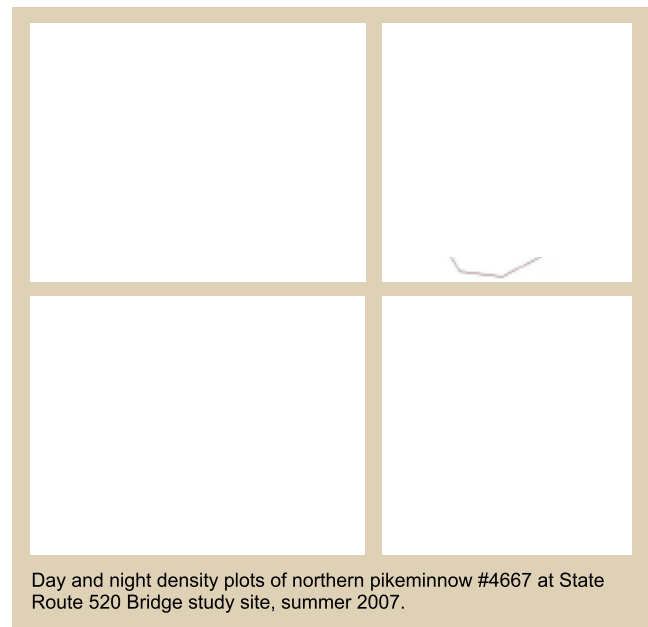 Day and night density plots of northern pikeminnow #4667 at State
Route 520 Bridge study site, summer 2007.